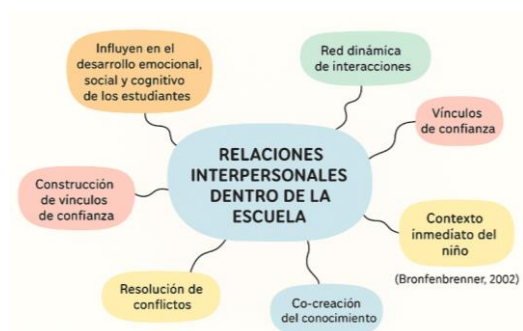 Influyen en el
desarrollo emocional,
social y cognitivo
de los estudiantes
Red dinámica
de interacciones
Vínculos
de confianza
RELACIONES
INTERPERSONALES
DENTRO DE LA
ESCUELA
Construcción
de vinculos
de confianza
Contexto
inmediato del
niño
(Bronfenbrenner, 2002)
Resolución de
conflictos
Co-creación
del conocimiento